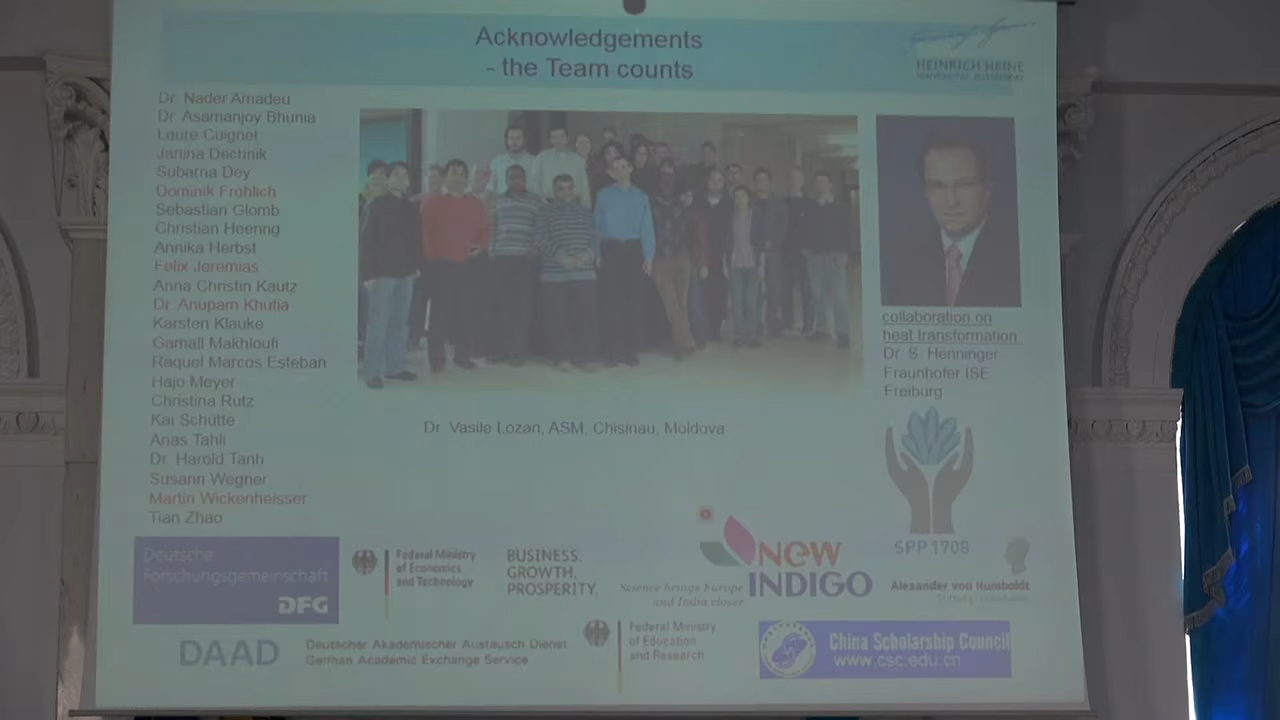 Acknowledgements
- the Team counts
HEINRICH HEINE
Dr. Nader Amadeu
Dr. Asamanjoy Bhunia
Laure Cuignet
Janina Dechnik
Subarna Dey
Dominik Fröhlich
Sebastian Glomb
Christian Heering
Annika Herbst
Felix Jeremias
Anna Christin Kautz
Dr. Anupam Khutia
Karsten Klauke
Gamall Makhloufi
Raquel Marcos Esteban
Hajo Meyer
Christina Rutz
Kai Schütte
Anas Tahli
Dr. Harold Tanh
Susann Wegner
Martin Wickenheisser
Tian Zhao
Dr. Vasile Lozan, ASM, Chisinau, Moldova
collaboration on
heat transformation
Dr. S. Henninger
Fraunhofer ISE
Freiburg
SPP 1708
Deutsche
Forschungsgemeinschaft
DFG
Federal Ministry
of Economics
and Technology
BUSINESS.
GROWTH.
PROSPERITY.
new
INDIGO
Science brings Europe
and India closer
Alexander von Humboldt
DAAD
Deutscher Akademischer Austausch Dienst
German Academic Exchange Service
Federal Ministry
of Education
and Research
China Scholarship Council
www.csc.edu.cn